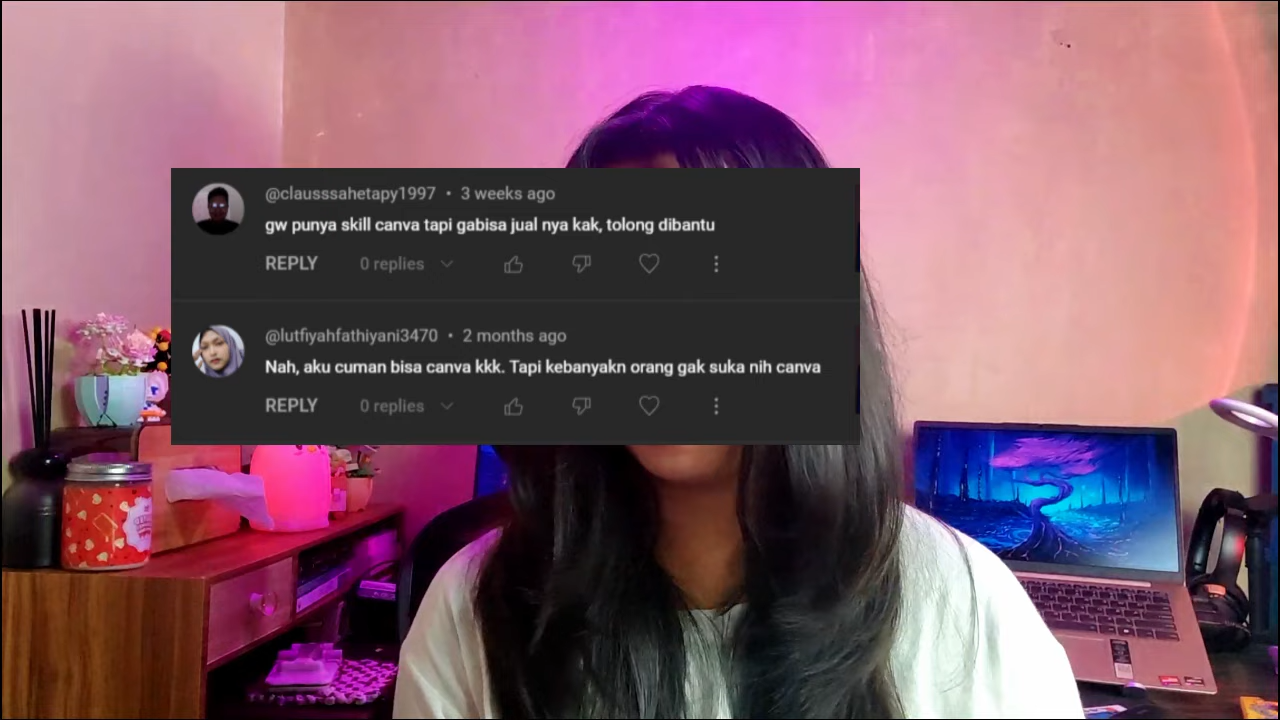 @clausssahetapy1997 • 3 weeks ago
gw punya skill canva tapi gabisa jual nya kak, tolong dibantu
REPLY 0 replies
@lutfiyahfathiyani3470 • 2 months ago
Nah, aku cuman bisa canva kkk. Tapi kebanyakn orang gak suka nih canva
REPLY 0 replies